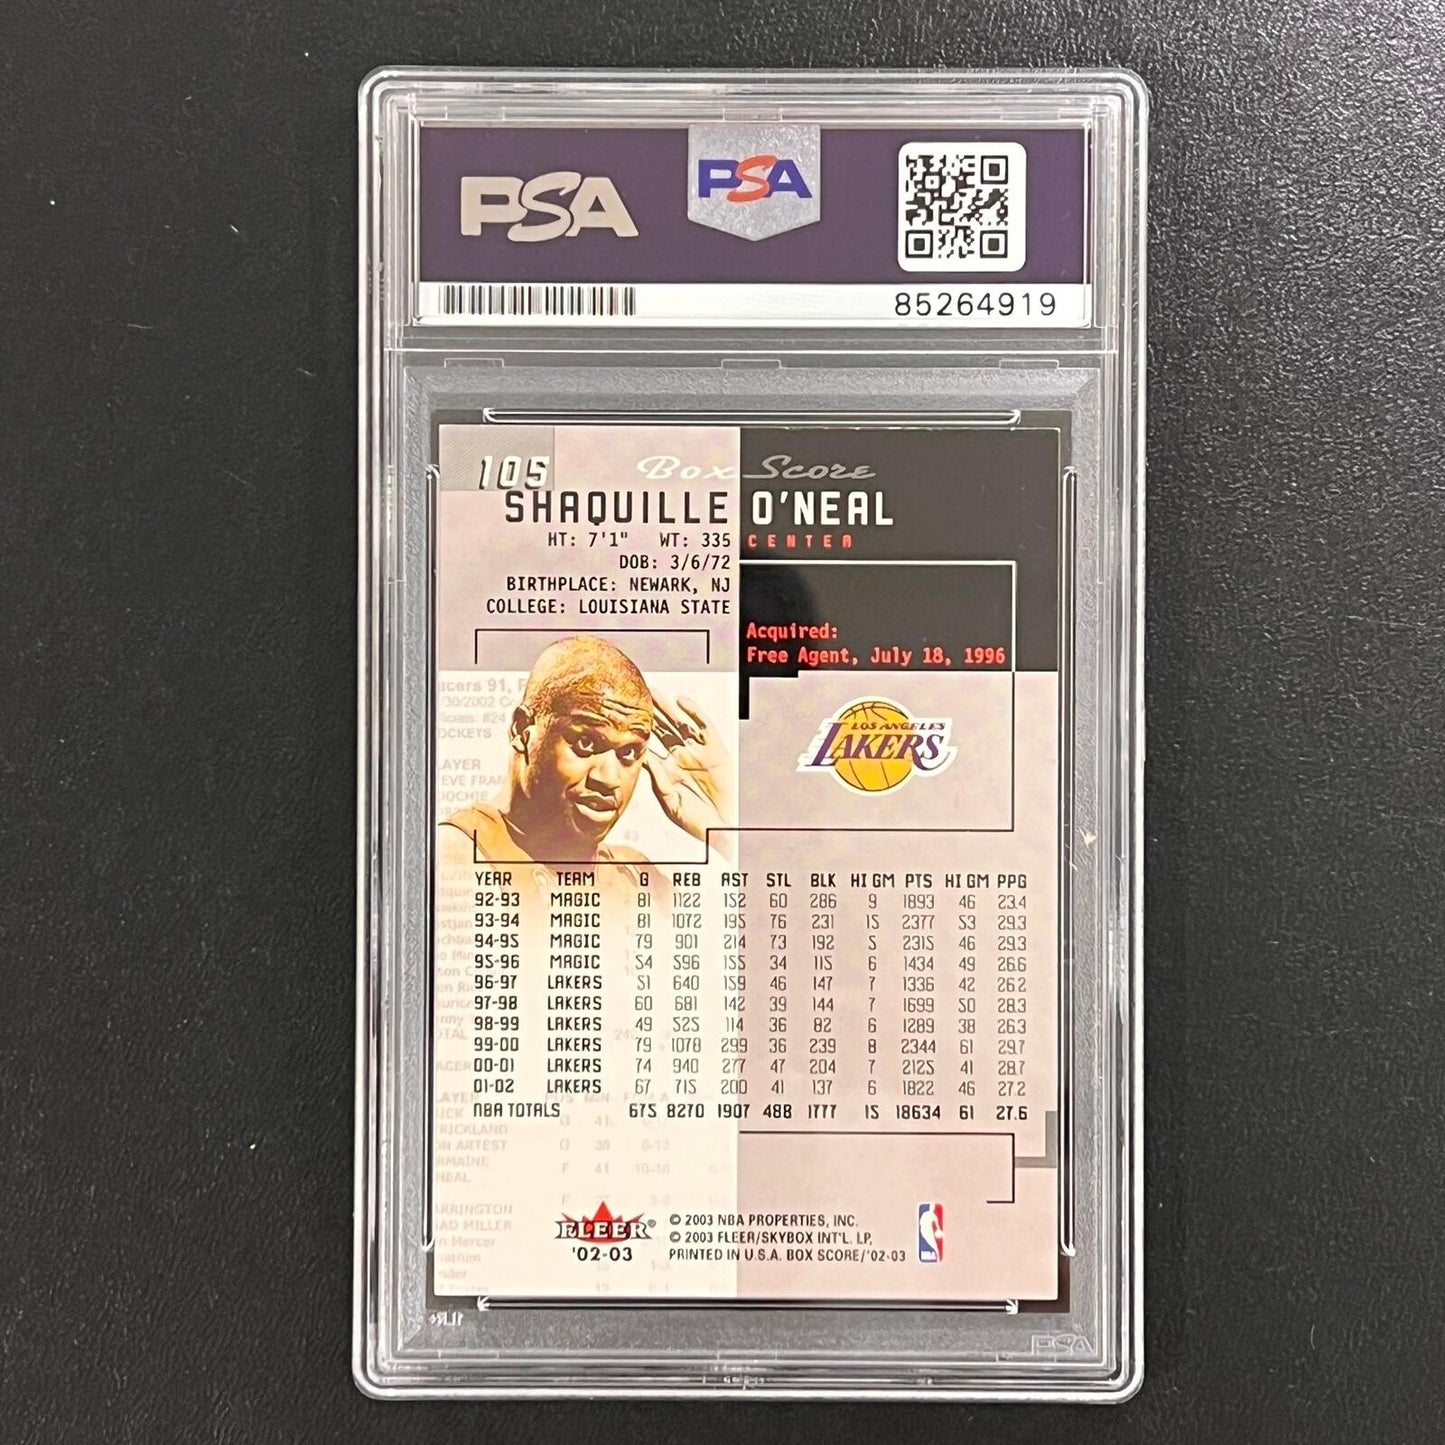 PSA
PSA
85264919
105
Box Score
SHAQUILLE O'NEAL
HT: 7'1" WT: 335 CENTER
DOB: 3/6/72
BIRTHPLACE: NEWARK, NJ
COLLEGE: LOUISIANA STATE
Acquired:
Free Agent, July 18, 1996
LOS ANGELES
LAKERS
YEAR TEAM G REB AST STL BLK HI GM PTS HI GM PPG
92-93 MAGIC 81 1122 152 60 286 9 1893 46 23.4
93-94 MAGIC 81 1072 195 76 231 15 2377 53 29.3
94-95 MAGIC 79 901 214 73 192 5 2315 46 29.3
95-96 MAGIC 54 596 155 34 115 6 1434 49 26.6
96-97 LAKERS 51 640 159 46 147 7 1336 42 26.2
97-98 LAKERS 60 681 142 39 144 7 1699 50 28.3
98-99 LAKERS 49 525 114 36 82 6 1289 38 26.3
99-00 LAKERS 79 1078 299 36 239 8 2344 61 29.7
00-01 LAKERS 74 940 277 47 204 7 2125 41 28.7
01-02 LAKERS 67 715 200 41 137 6 1822 46 27.2
NBA TOTALS 675 8270 1907 488 1777 15 18634 61 27.6
FLEER®
'02-03
© 2003 NBA PROPERTIES, INC.
© 2003 FLEER/SKYBOX INT'L. LP.
PRINTED IN U.S.A. BOX SCORE/'02-03
NBA
PSA